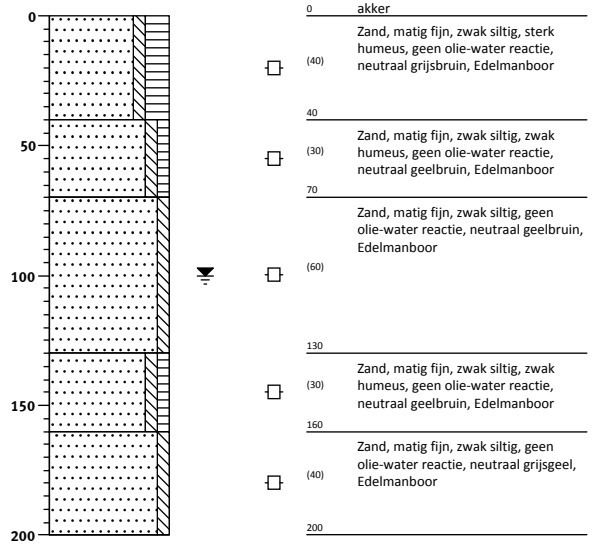 0
50
100
150
200
0 akker
Zand, matig fijn, zwak siltig, sterk
humeus, geen olie-water reactie,
(40)
neutraal grijsbruin, Edelmanboor
40
Zand, matig fijn, zwak siltig, zwak
(30)
humeus, geen olie-water reactie,
neutraal geelbruin, Edelmanboor
70
Zand, matig fijn, zwak siltig, geen
olie-water reactie, neutraal geelbruin,
Edelmanboor
(60)
130
Zand, matig fijn, zwak siltig, zwak
(30)
humeus, geen olie-water reactie,
neutraal geelbruin, Edelmanboor
160
Zand, matig fijn, zwak siltig, geen
olie-water reactie, neutraal grijsgeel,
(40)
Edelmanboor
200